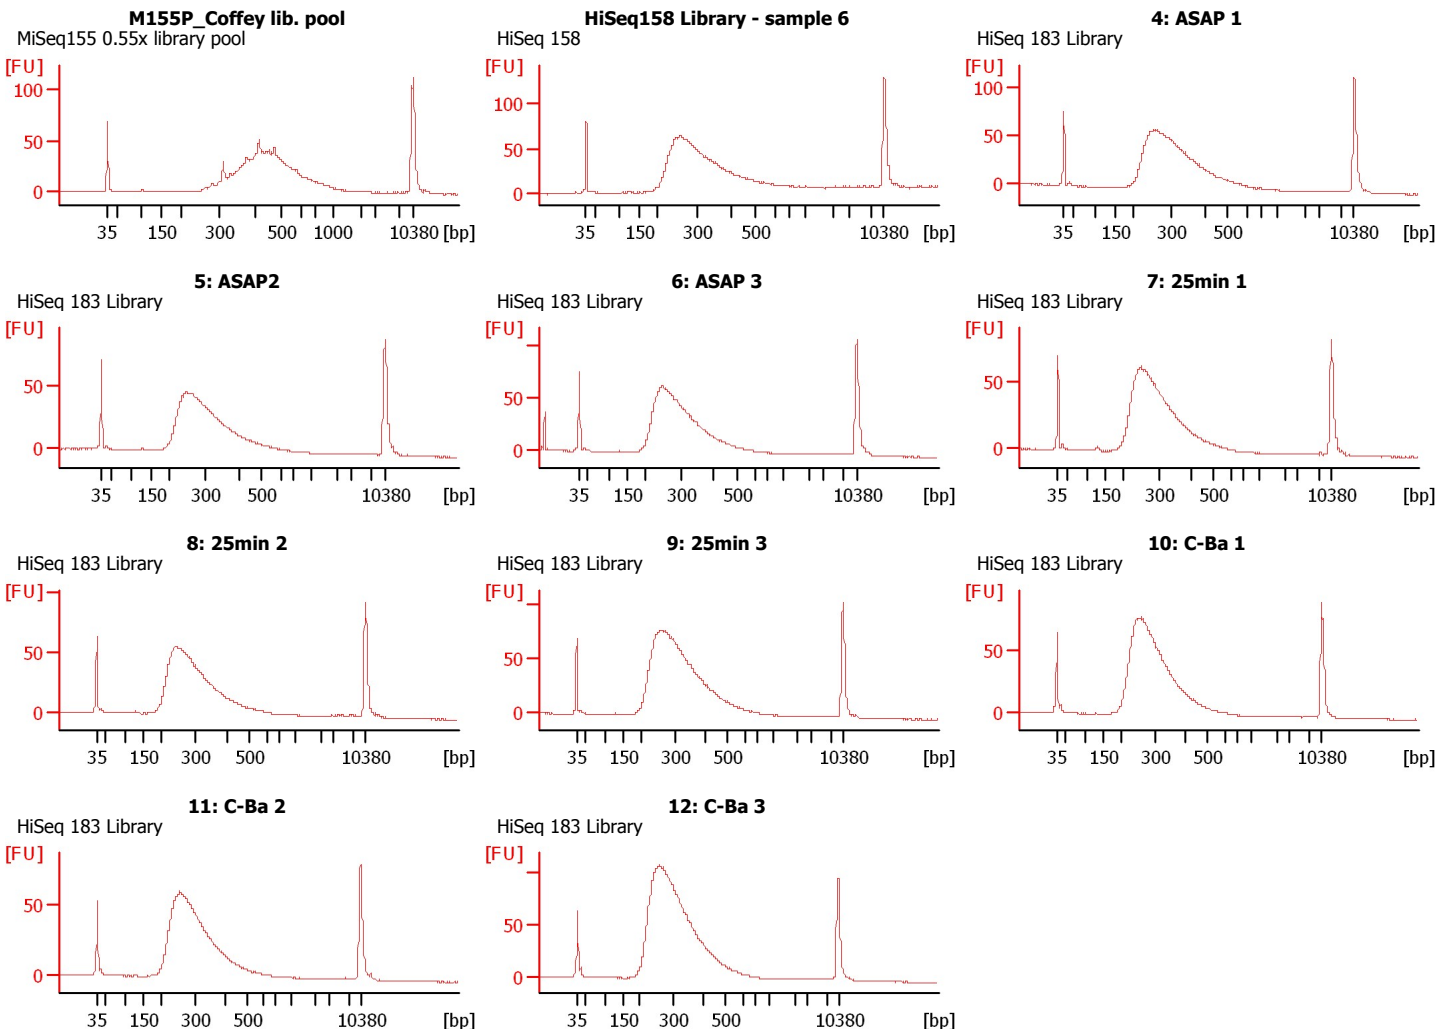 M155P_Coffey lib. pool
MiSeq155 0.55x library pool
[FU]
100
50
0
35 150 300 500 1000 10380 [bp]
HiSeq158 Library - sample 6
HiSeq 158
[FU]
100
50
0
35 150 300 500 10380 [bp]
4: ASAP 1
HiSeq 183 Library
[FU]
100
50
0
35 150 300 500 10380 [bp]
5: ASAP2
HiSeq 183 Library
[FU]
50
0
35 150 300 500 10380 [bp]
6: ASAP 3
HiSeq 183 Library
[FU]
50
0
35 150 300 500 10380 [bp]
7: 25min 1
HiSeq 183 Library
[FU]
50
0
35 150 300 500 10380 [bp]
8: 25min 2
HiSeq 183 Library
[FU]
50
0
35 150 300 500 10380 [bp]
9: 25min 3
HiSeq 183 Library
[FU]
50
0
35 150 300 500 10380 [bp]
10: C-Ba 1
HiSeq 183 Library
[FU]
50
0
35 150 300 500 10380 [bp]
11: C-Ba 2
HiSeq 183 Library
[FU]
50
0
35 150 300 500 10380 [bp]
12: C-Ba 3
HiSeq 183 Library
[FU]
50
0
35 150 300 500 10380 [bp]